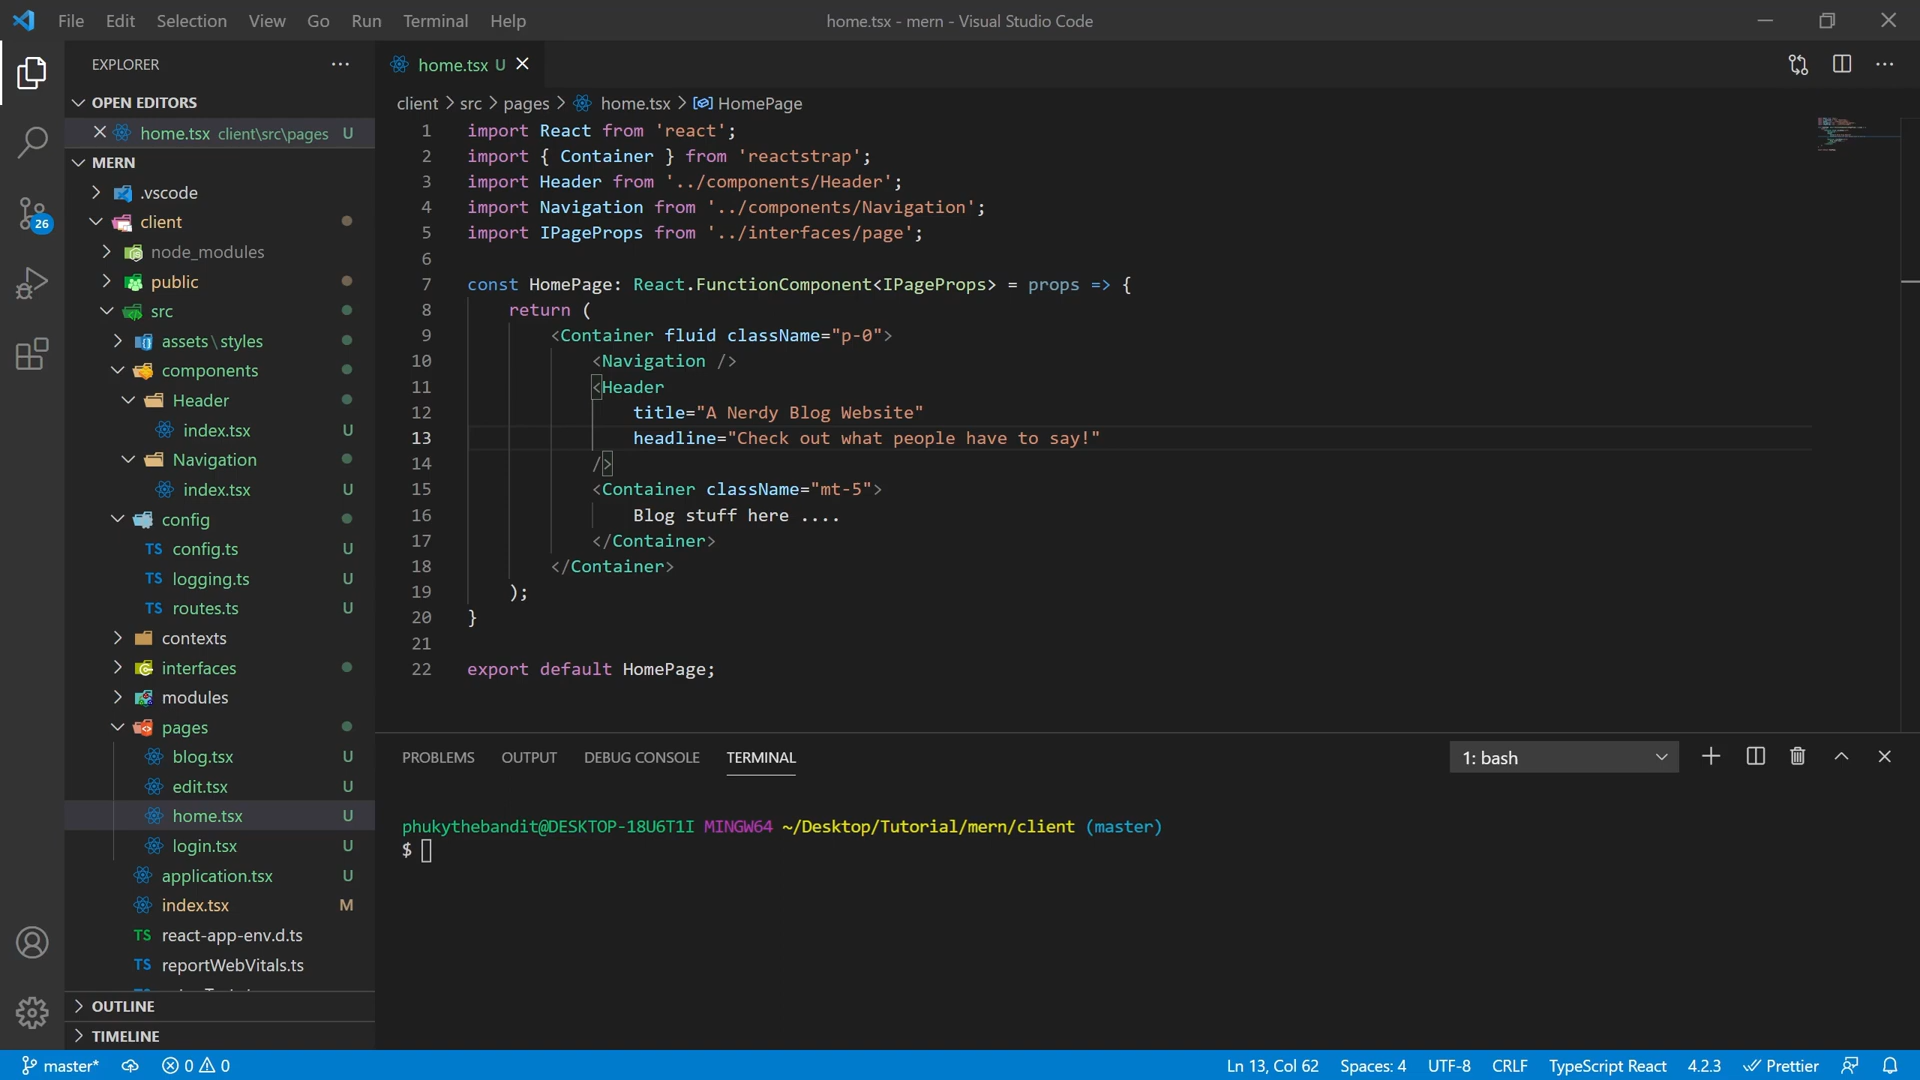 File Edit Selection View Go Run Terminal Help
home.tsx - mern - Visual Studio Code
EXPLORER
OPEN EDITORS
home.tsx client\src\pages U
MERN
.vscode
client
node_modules
public
src
assets\styles
components
Header
index.tsx U
Navigation
index.tsx U
config
TS config.ts U
TS logging.ts U
TS routes.ts U
contexts
interfaces
modules
pages
blog.tsx U
edit.tsx U
home.tsx U
login.tsx U
application.tsx U
index.tsx M
TS react-app-env.d.ts
TS reportWebVitals.ts
OUTLINE
TIMELINE
26
home.tsx U
client > src > pages > home.tsx > HomePage
1 import React from 'react';
2 import { Container } from 'reactstrap';
3 import Header from '../components/Header';
4 import Navigation from '../components/Navigation';
5 import IPageProps from '../interfaces/page';
6
7 const HomePage: React.FunctionComponent<IPageProps> = props => {
8 return (
9 <Container fluid className="p-0">
10 <Navigation />
11 <Header
12 title="A Nerdy Blog Website"
13 headline="Check out what people have to say!"
14 />
15 <Container className="mt-5">
16 Blog stuff here ....
17 </Container>
18 </Container>
19 );
20 }
21
22 export default HomePage;
PROBLEMS OUTPUT DEBUG CONSOLE TERMINAL
1: bash
phukythebandit@DESKTOP-18U6T1I MINGW64 ~/Desktop/Tutorial/mern/client (master)
$
master* 0 0
Ln 13, Col 62 Spaces: 4 UTF-8 CRLF TypeScript React 4.2.3 Prettier